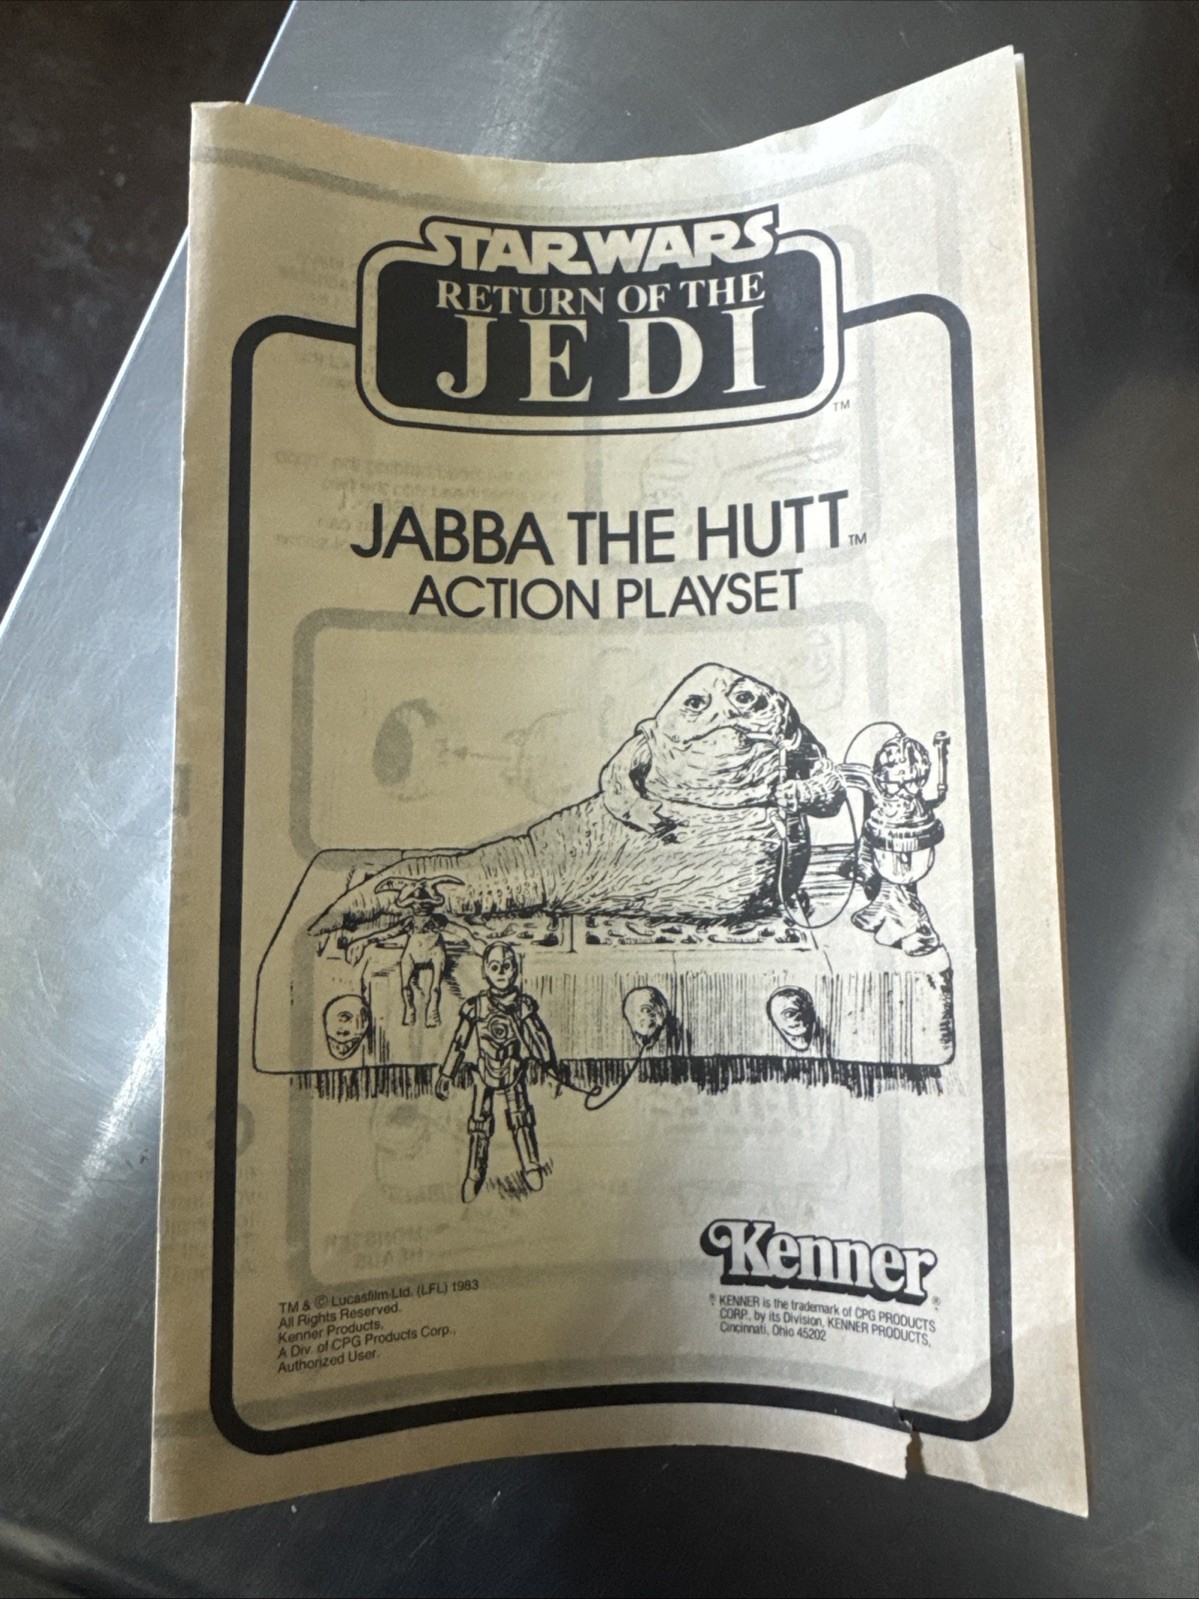 STAR WARS
RETURN OF THE
JEDI
TM
JABBA THE HUTT TM
ACTION PLAYSET
Kenner®
TM & © Lucasfilm Ltd. (LFL) 1983
All Rights Reserved.
Kenner Products,
A Div. of CPG Products Corp.,
Authorized User.
® KENNER is the trademark of CPG PRODUCTS
CORP., by its Division, KENNER PRODUCTS,
Cincinnati, Ohio 45202
MONSTER
HEADS